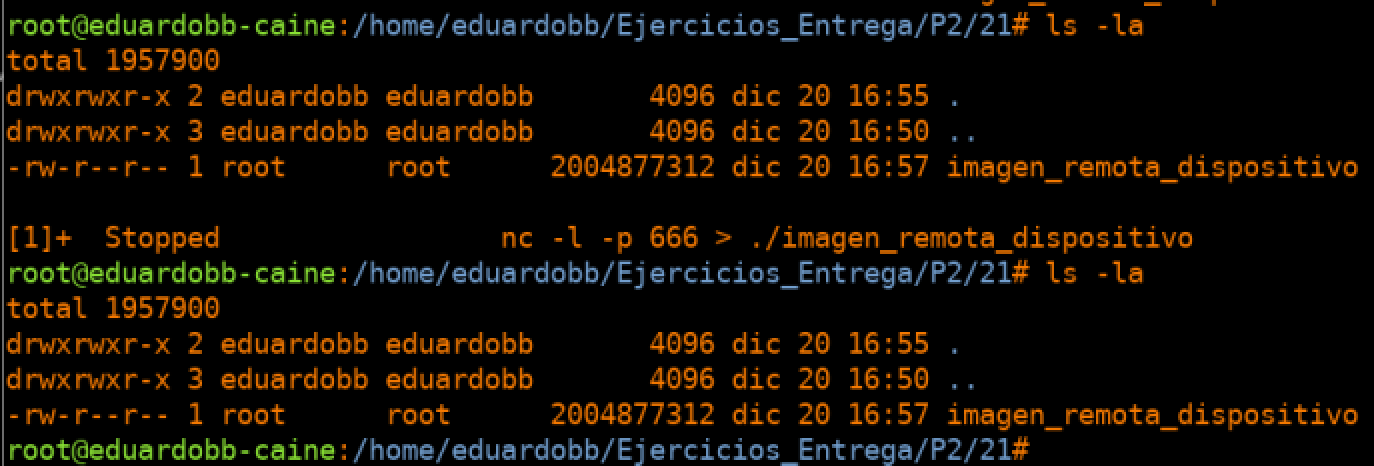 root@eduardobb-caine:/home/eduardobb/Ejercicios_Entrega/P2/21# ls -la
total 1957900
drwxrwxr-x 2 eduardobb eduardobb       4096 dic 20 16:55 .
drwxrwxr-x 3 eduardobb eduardobb       4096 dic 20 16:50 ..
-rw-r--r-- 1 root      root      2004877312 dic 20 16:57 imagen_remota_dispositivo
[1]+  Stopped                 nc -l -p 666 > ./imagen_remota_dispositivo
root@eduardobb-caine:/home/eduardobb/Ejercicios_Entrega/P2/21# ls -la
total 1957900
drwxrwxr-x 2 eduardobb eduardobb       4096 dic 20 16:55 .
drwxrwxr-x 3 eduardobb eduardobb       4096 dic 20 16:50 ..
-rw-r--r-- 1 root      root      2004877312 dic 20 16:57 imagen_remota_dispositivo
root@eduardobb-caine:/home/eduardobb/Ejercicios_Entrega/P2/21#